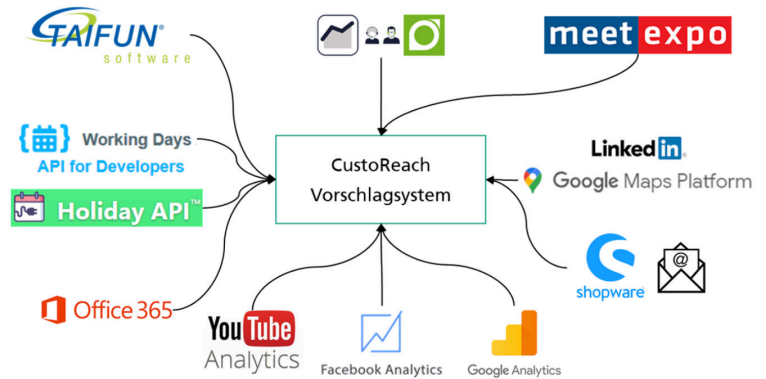 TAIFUN®
software
meet expo
Working Days
API for Developers
Holiday API™
Office 365
CustoReach
Vorschlagsystem
Linked in
Google Maps Platform
shopware
@
YouTube
Analytics
Facebook Analytics
Google Analytics